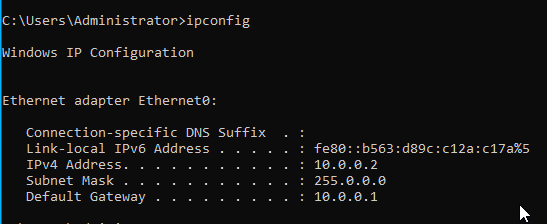 C:\Users\Administrator>ipconfig
Windows IP Configuration
Ethernet adapter Ethernet0:
Connection-specific DNS Suffix  . :
Link-local IPv6 Address . . . . . : fe80::b563:d89c:c12a:c17a%5
IPv4 Address. . . . . . . . . . . : 10.0.0.2
Subnet Mask . . . . . . . . . . . : 255.0.0.0
Default Gateway . . . . . . . . . : 10.0.0.1